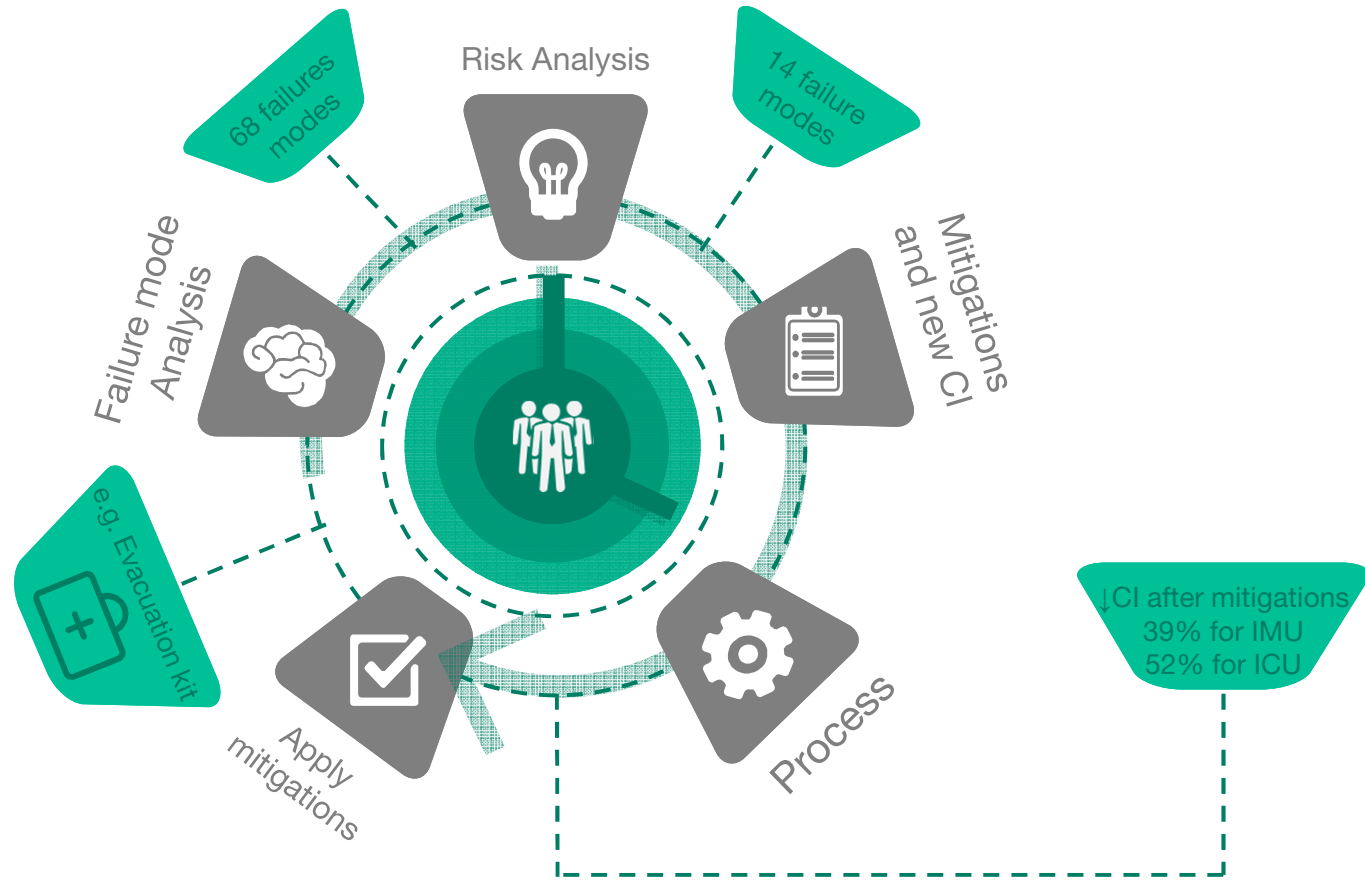 Risk Analysis
68 failures
modes
14 failure
modes
Failure mode
Analysis
Mitigations
and new CI
e.g. Evacuation kit
↓CI after mitigations
39% for IMU
52% for ICU
Apply
mitigations
Process